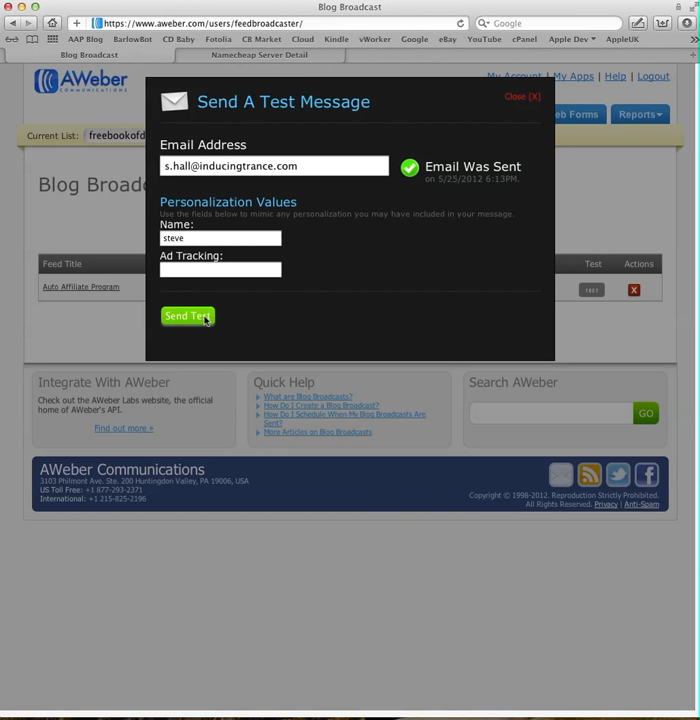 Blog Broadcast
https://www.aweber.com/users/feedbroadcaster/
Google
AAP Blog BarlowBot CD Baby Fotolia CB Market Cloud Kindle vWorker Google eBay YouTube cPanel Apple Dev AppleUK
Blog Broadcast Namecheap Server Detail
AWeber
COMMUNICATIONS
My Account | My Apps | Help | Logout
eb Forms Reports
Current List: freebookofd
Blog Broadc
Send A Test Message
Close [X]
Email Address
s.hall@inducingtrance.com
Email Was Sent
on 5/25/2012 6:13PM.
Personalization Values
Use the fields below to mimic any personalization you may have included in your message.
Name:
steve
Ad Tracking:
Send Test
Feed Title Test Actions
Auto Affiliate Program TEST X
Integrate With AWeber
Check out the AWeber Labs website, the official
home of AWeber's API.
Find out more »
Quick Help
What are Blog Broadcasts?
How Do I Create a Blog Broadcast?
How Do I Schedule When My Blog Broadcasts Are
Sent?
More Articles on Blog Broadcasts
Search AWeber
GO
AWeber Communications
3103 Philmont Ave. Ste. 200 Huntingdon Valley, PA 19006, USA
US Toll Free: +1 877-293-2371
International: +1 215-825-2196
Copyright © 1998-2012. Reproduction Strictly Prohibited.
All Rights Reserved. Privacy | Anti-Spam